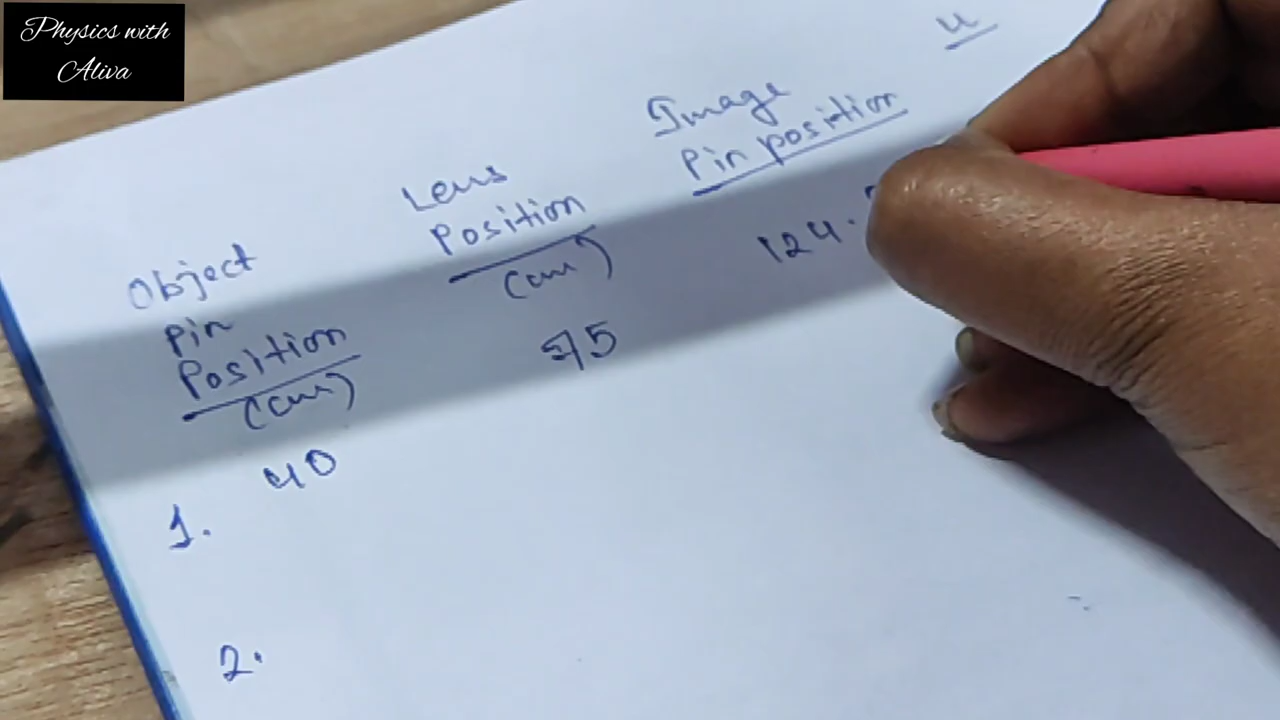 Physics with
Aliva
u
Image
Pin position
Lens
Position
(cm)
Object
Pin
Position
(cm)
124.
75
40
1.
2.